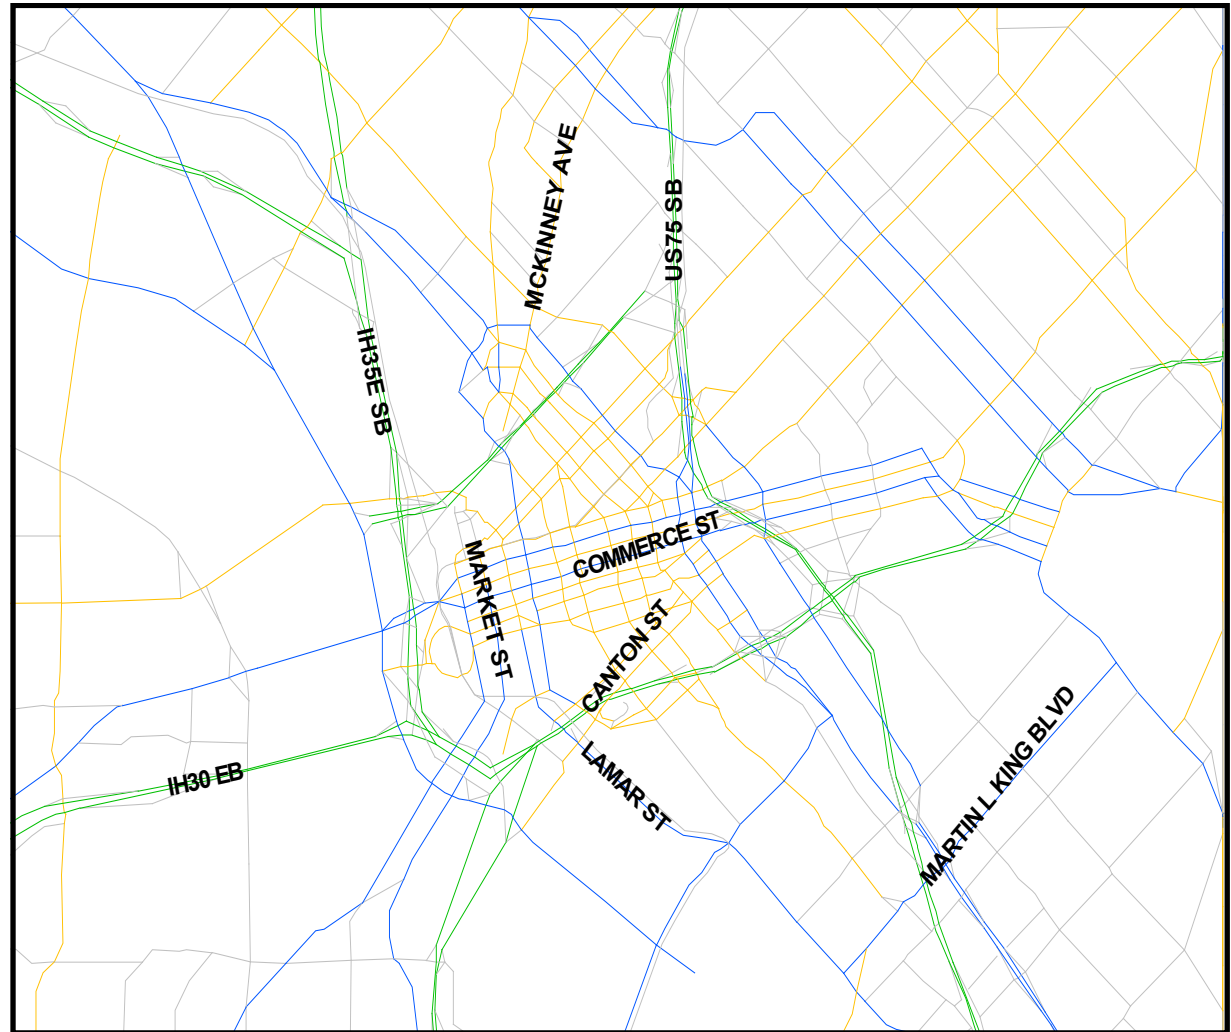 MCKINNEY AVE
US75 SB
IH35E SB
COMMERCE ST
MARKET ST
CANTON ST
IH30 EB
LAMAR ST
MARTIN L KING BLVD